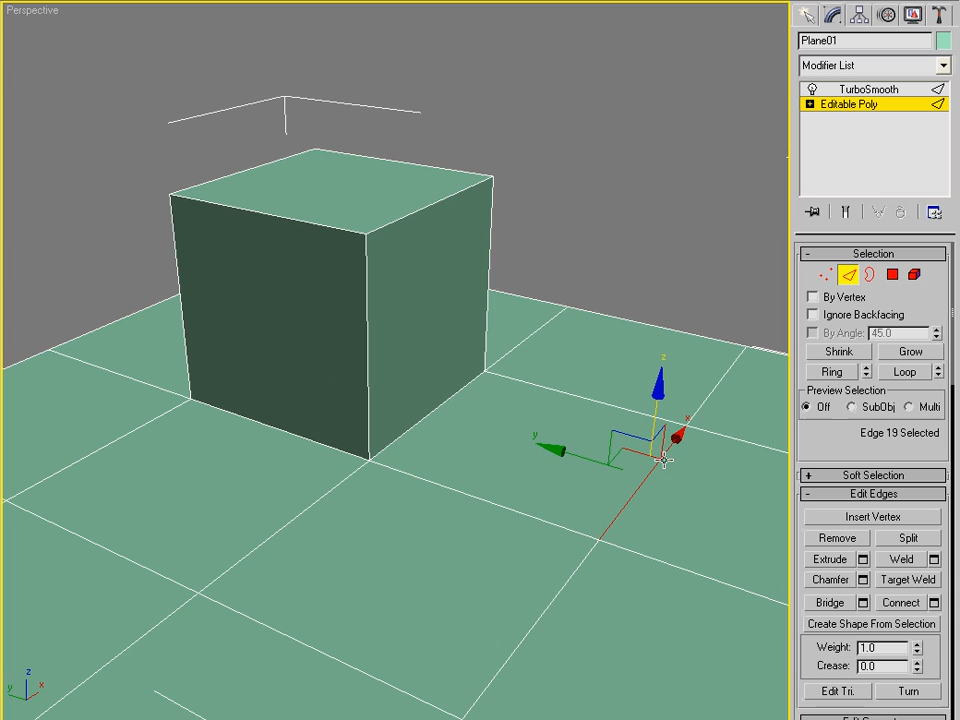 Perspective
z
y
x
z
y
x
Plane01
Modifier List
TurboSmooth
Editable Poly
- Selection
By Vertex
Ignore Backfacing
By Angle: 45.0
Shrink Grow
Ring Loop
Preview Selection
Off SubObj Multi
Edge 19 Selected
+ Soft Selection
- Edit Edges
Insert Vertex
Remove Split
Extrude Weld
Chamfer Target Weld
Bridge Connect
Create Shape From Selection
Weight: 1.0
Crease: 0.0
Edit Tri. Turn